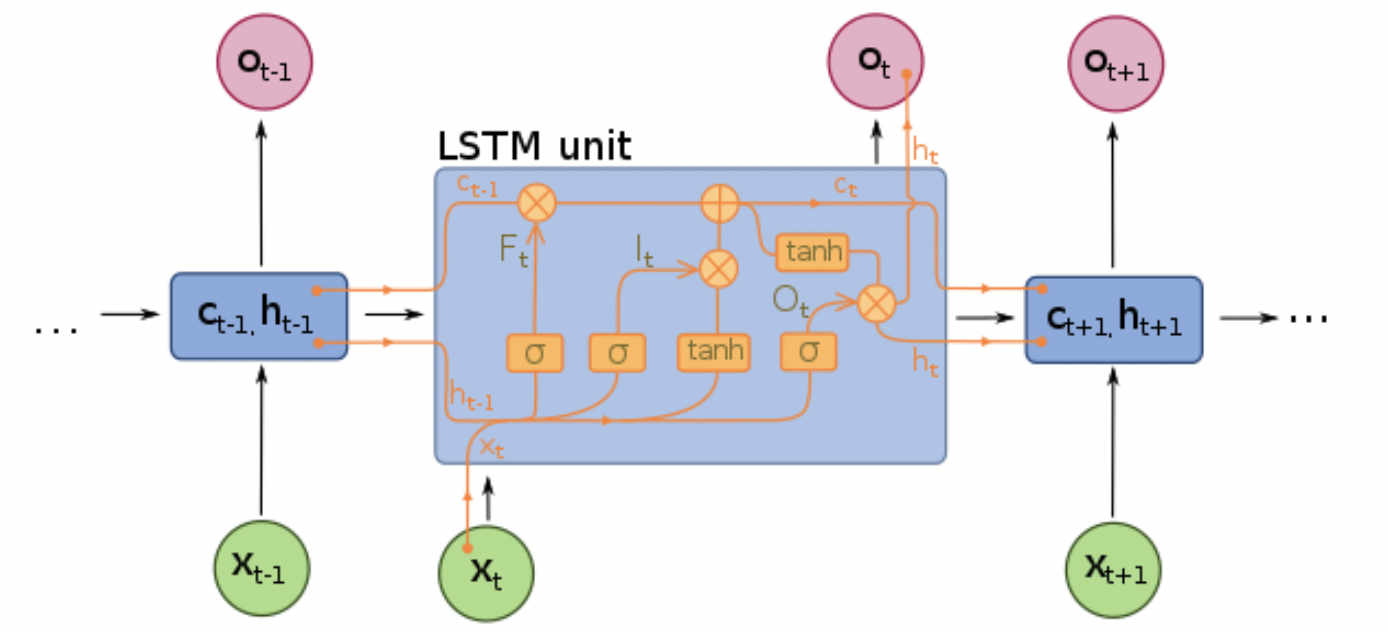 o_t-1
o_t
o_t+1
LSTM unit
h_t
c_t-1
c_t
F_t
I_t
tanh
O_t
... c_t-1, h_t-1
c_t+1, h_t+1 ...
σ
σ
tanh
σ
h_t
h_t-1
x_t
x_t-1
x_t
x_t+1